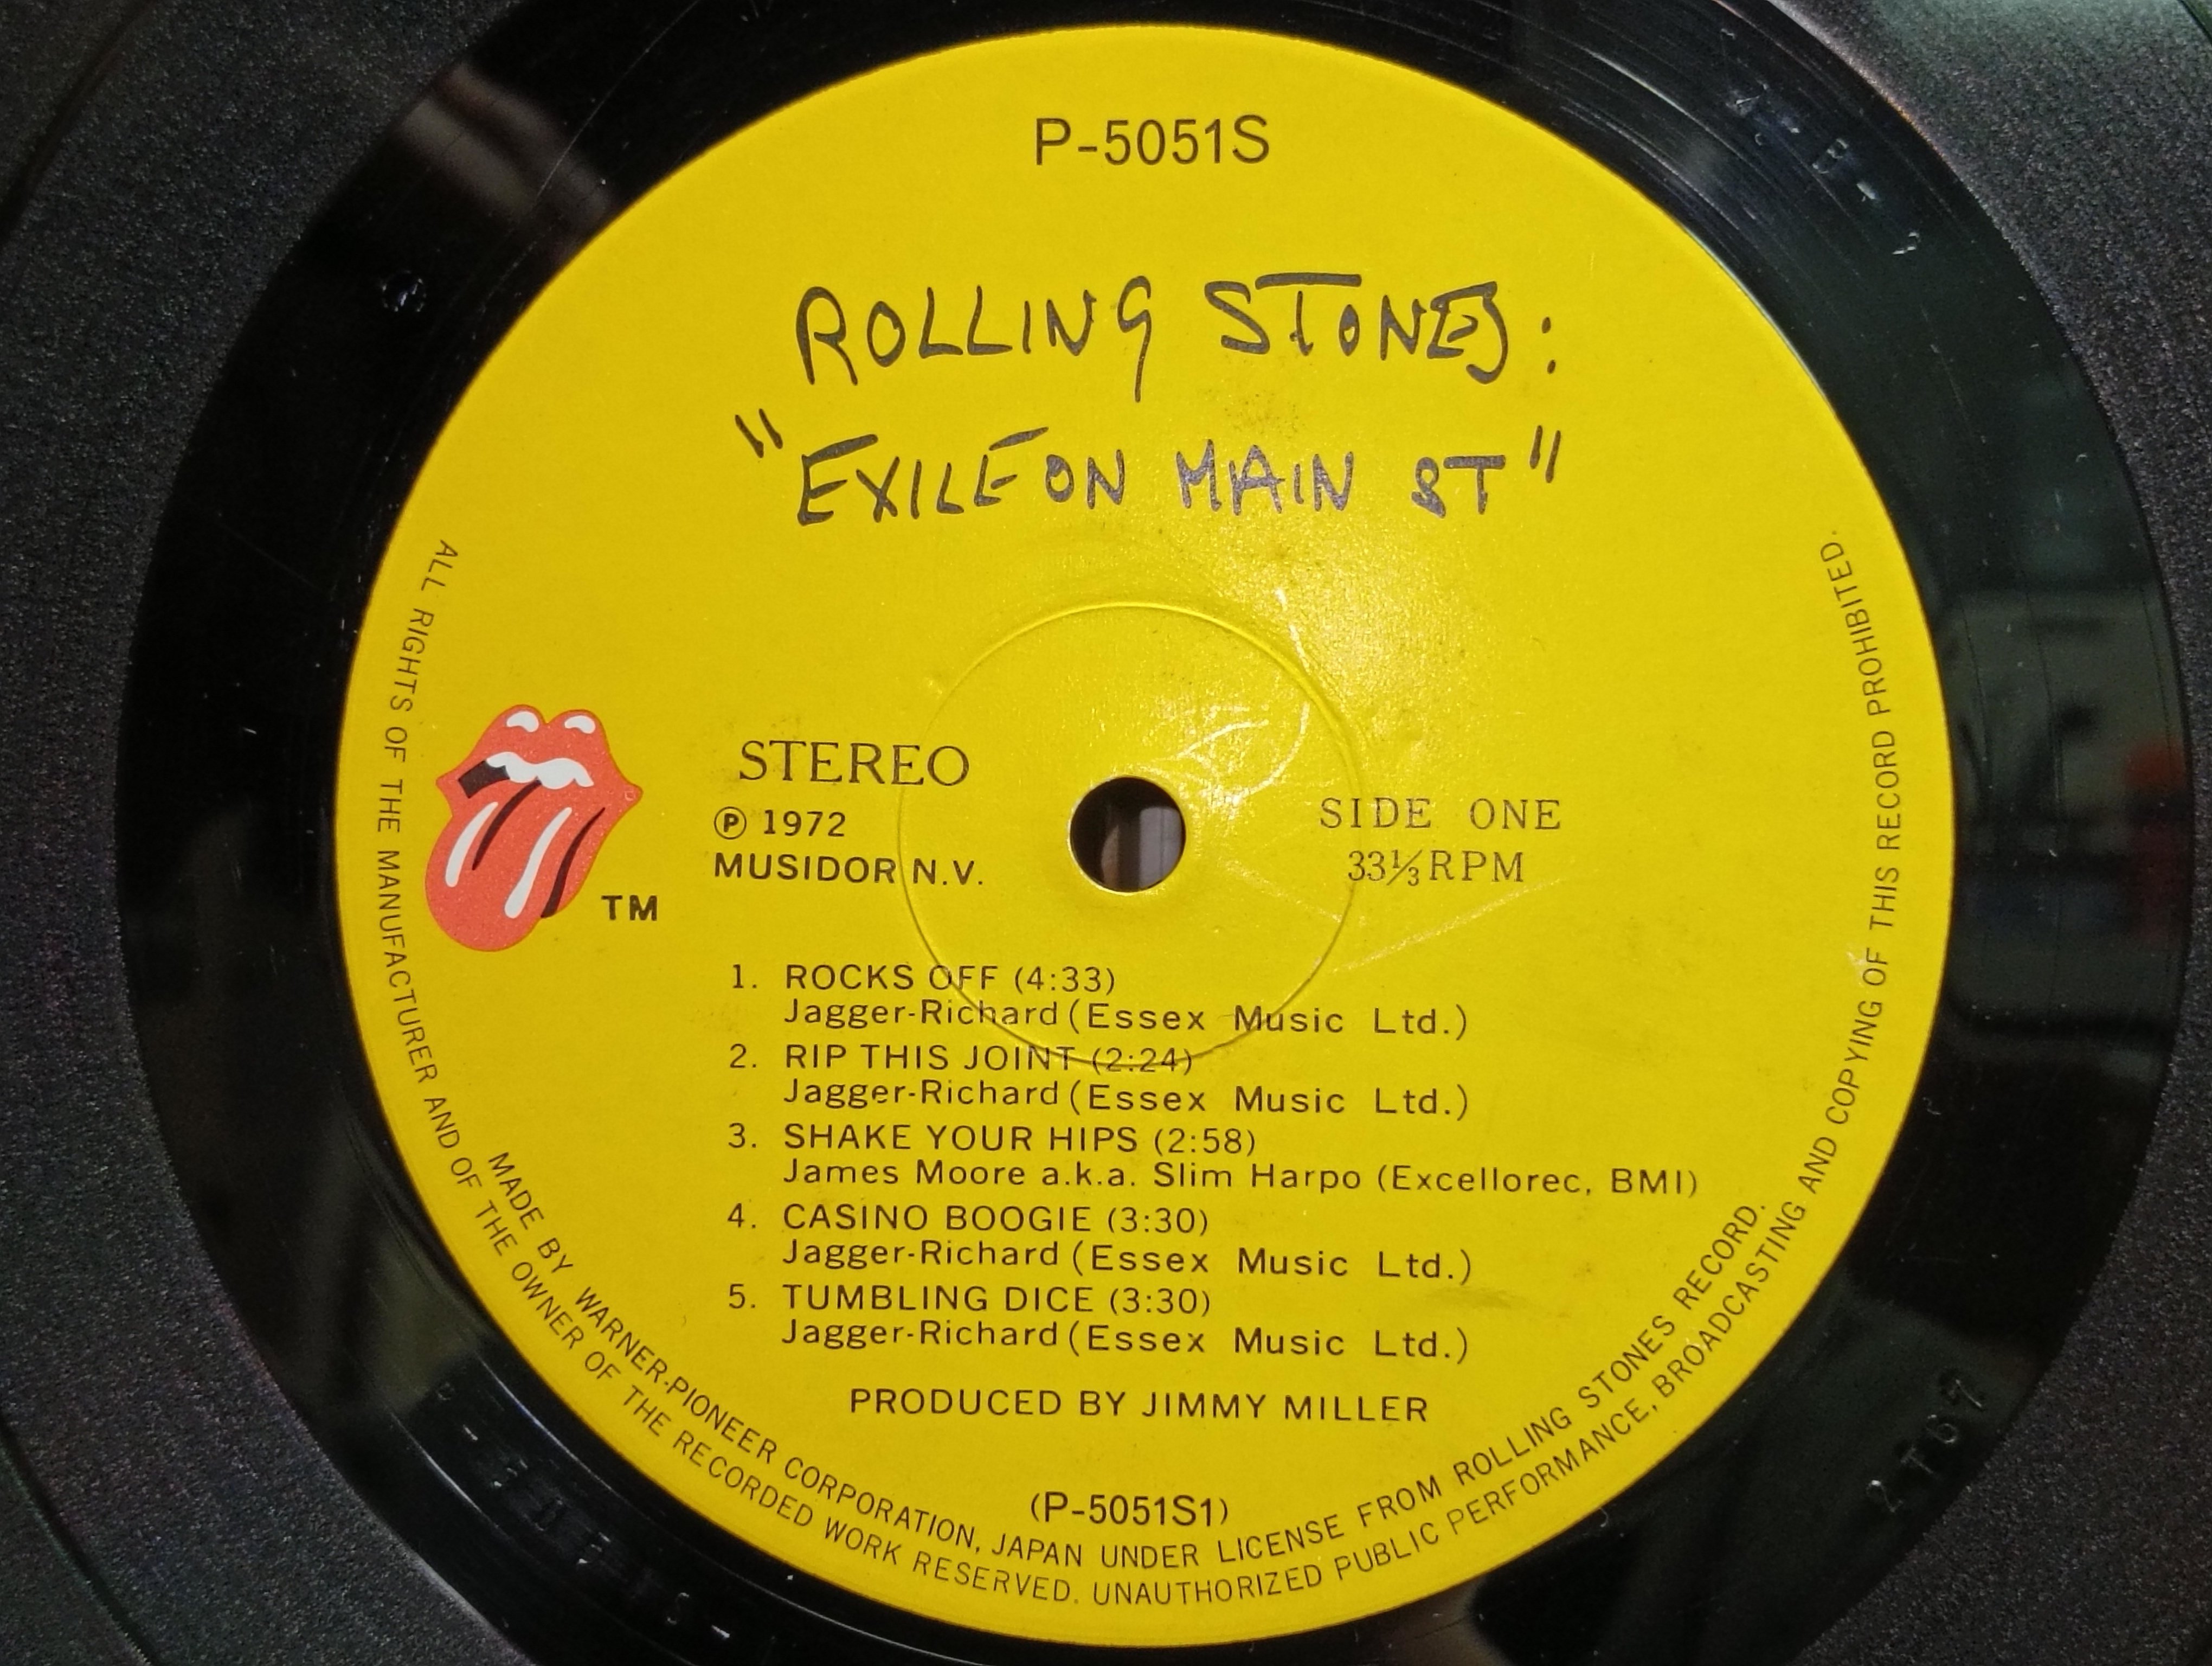 P-5051S
ROLLING STONES:
"EXILE ON MAIN ST"
STEREO
Ⓟ 1972
MUSIDOR N.V.
SIDE ONE
33⅓ RPM
TM
1. ROCKS OFF (4:33)
Jagger-Richard (Essex Music Ltd.)
2. RIP THIS JOINT (2:24)
Jagger-Richard (Essex Music Ltd.)
3. SHAKE YOUR HIPS (2:58)
James Moore a.k.a. Slim Harpo (Excellorec, BMI)
4. CASINO BOOGIE (3:30)
Jagger-Richard (Essex Music Ltd.)
5. TUMBLING DICE (3:30)
Jagger-Richard (Essex Music Ltd.)
PRODUCED BY JIMMY MILLER
(P-5051S1)
MADE BY WARNER-PIONEER CORPORATION, JAPAN UNDER LICENSE FROM ROLLING STONES RECORD.
ALL RIGHTS OF THE MANUFACTURER AND OF THE OWNER OF THE RECORDED WORK RESERVED. UNAUTHORIZED PUBLIC PERFORMANCE, BROADCASTING AND COPYING OF THIS RECORD PROHIBITED.